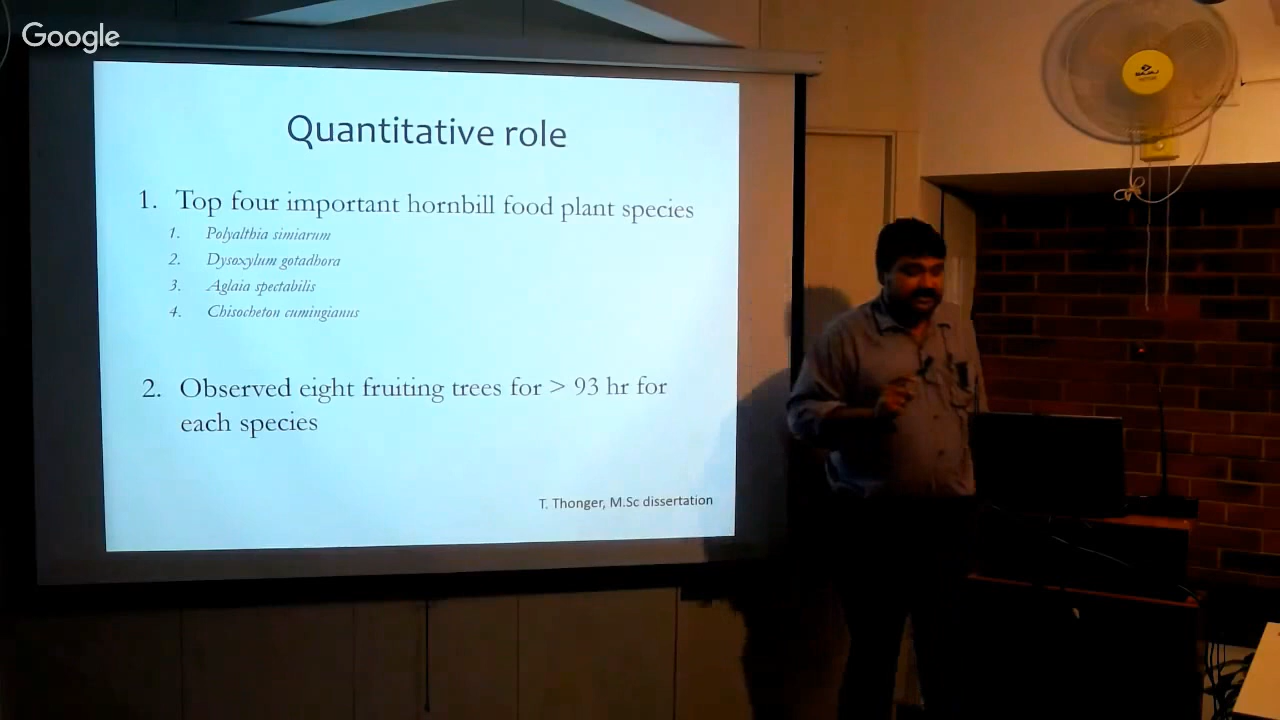 Google
Quantitative role
1. Top four important hornbill food plant species
1. Polyalthia simiarum
2. Dysoxylum gotadhora
3. Aglaia spectabilis
4. Chisocheton cumingianus
2. Observed eight fruiting trees for > 93 hr for
each species
T. Thonger, M.Sc dissertation
BAJAJ